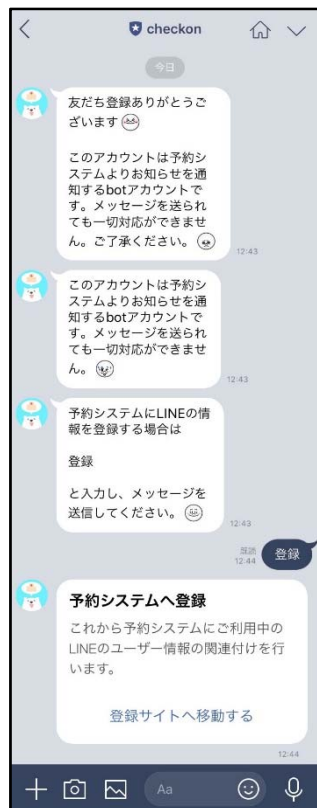 checkon
今日
友だち登録ありがとうご
ざいます
このアカウントは予約シ
ステムよりお知らせを通
知するbotアカウントで
す。メッセージを送られ
ても一切対応ができませ
ん。ご了承ください。
12:43
このアカウントは予約シ
ステムよりお知らせを通
知するbotアカウントで
す。メッセージを送られ
ても一切対応ができませ
ん。
12:43
予約システムにLINEの情
報を登録する場合は
登録
と入力し、メッセージを
送信してください。
12:43
既読
12:44
登録
予約システムへ登録
これから予約システムにご利用中の
LINEのユーザー情報の関連付けを行
います。
登録サイトへ移動する
12:44
Aa